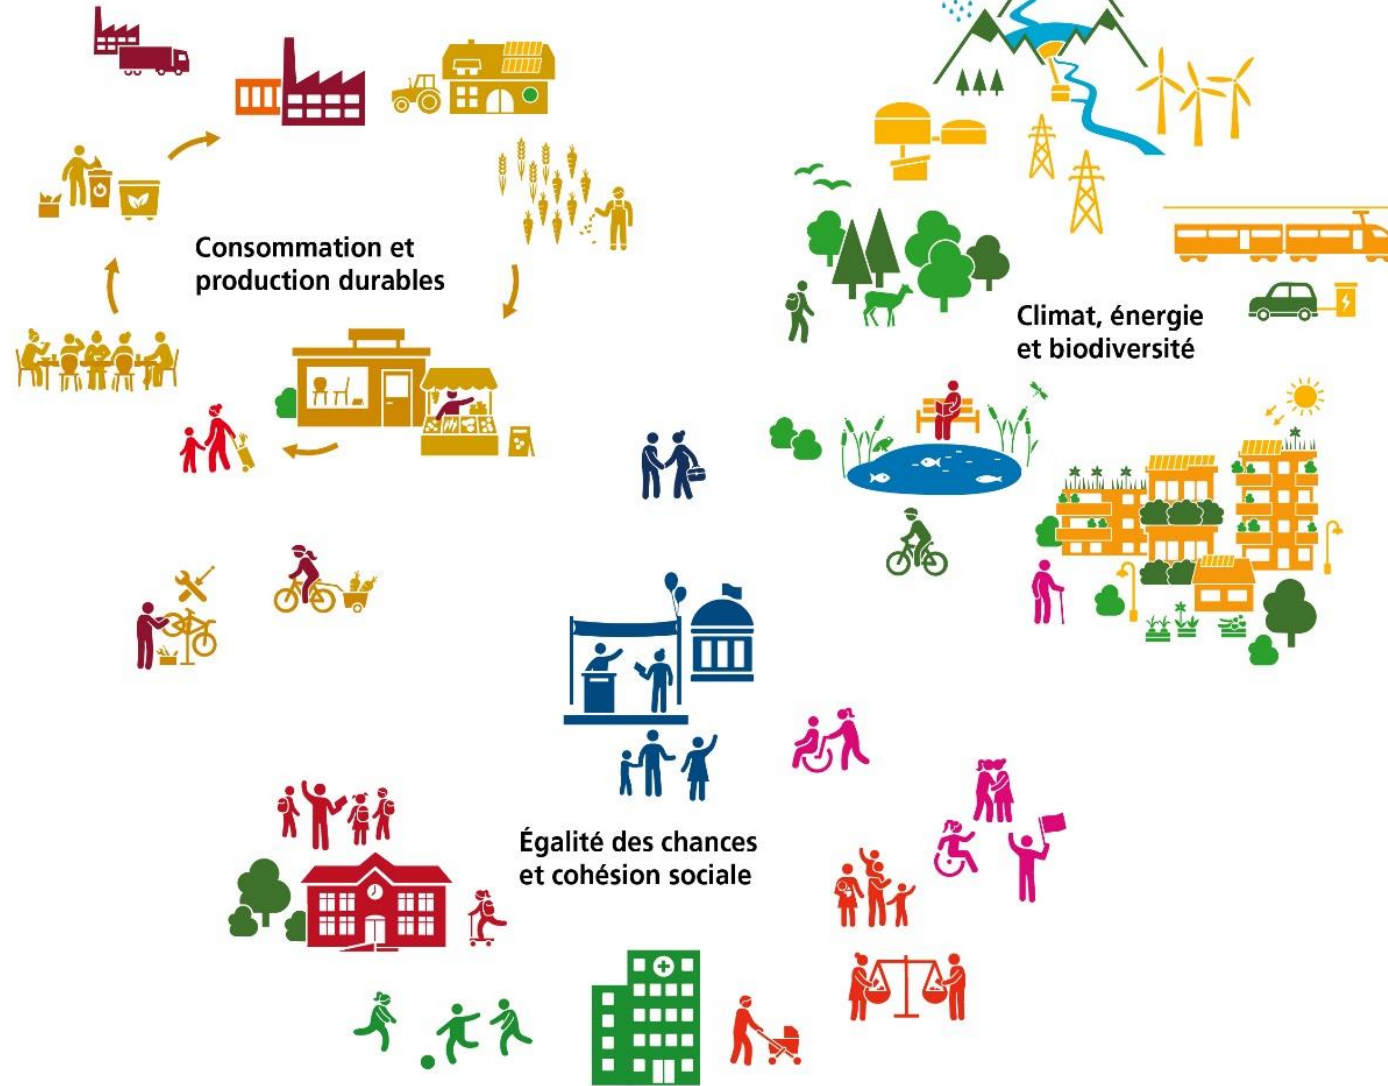 Consommation et
production durables
Climat, énergie
et biodiversité
Égalité des chances
et cohésion sociale